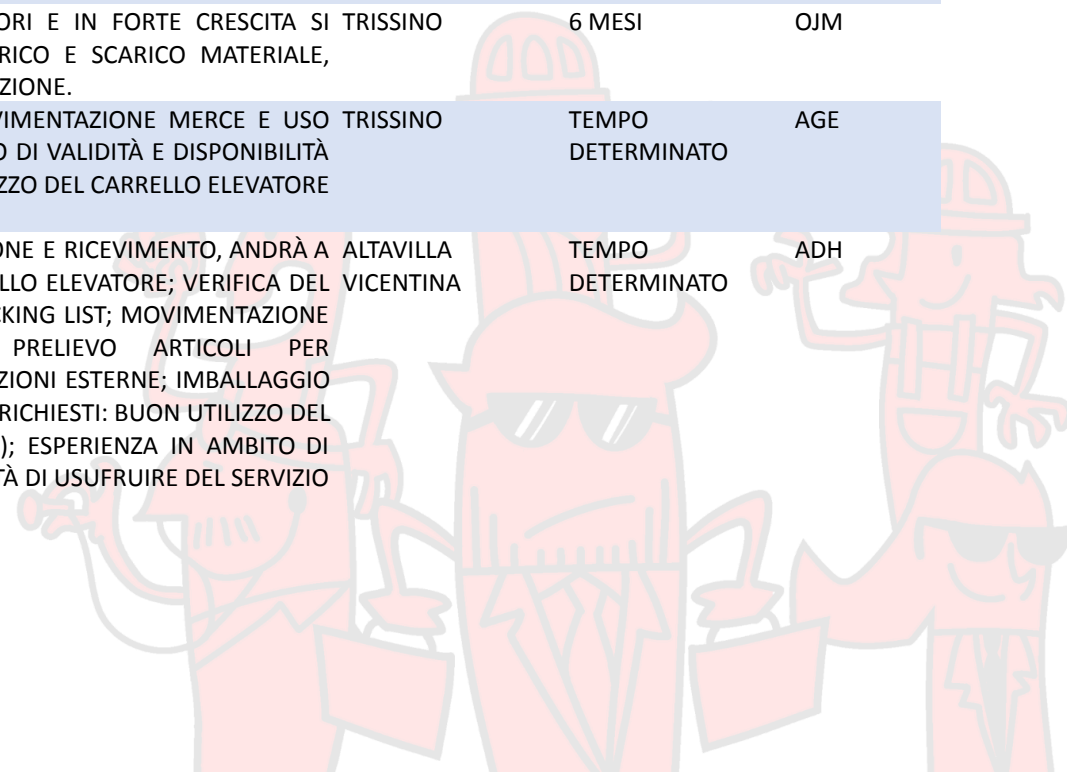 ORI E IN FORTE CRESCITA SI TRISSINO 6 MESI OJM
RICO E SCARICO MATERIALE,
ZIONE.
VIMENTAZIONE MERCE E USO TRISSINO TEMPO AGE
O DI VALIDITÀ E DISPONIBILITÀ DETERMINATO
ZZO DEL CARRELLO ELEVATORE
ONE E RICEVIMENTO, ANDRÀ A ALTAVILLA TEMPO ADH
LLO ELEVATORE; VERIFICA DEL VICENTINA DETERMINATO
CKING LIST; MOVIMENTAZIONE
PRELIEVO ARTICOLI PER
ZIONI ESTERNE; IMBALLAGGIO
RICHIESTI: BUON UTILIZZO DEL
); ESPERIENZA IN AMBITO DI
TÀ DI USUFRUIRE DEL SERVIZIO